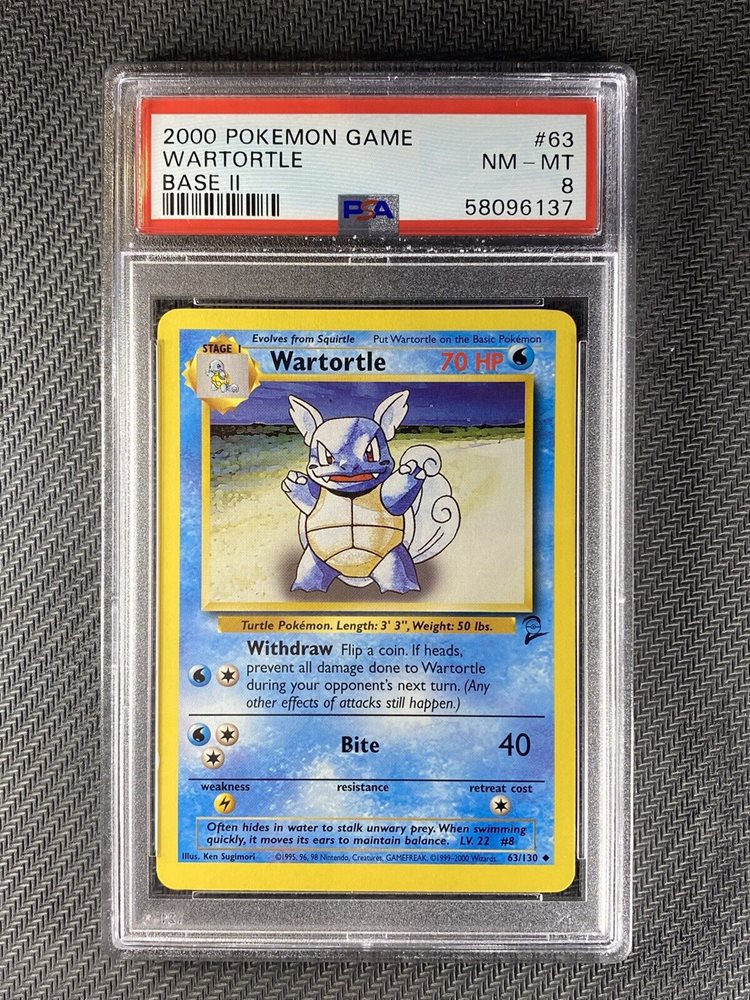 2000 POKEMON GAME #63
WARTORTLE NM - MT
BASE II 8
PSA 58096137
STAGE 1 Evolves from Squirtle Put Wartortle on the Basic Pokémon
Wartortle 70 HP
Turtle Pokémon. Length: 3' 3", Weight: 50 lbs.
Withdraw Flip a coin. If heads,
prevent all damage done to Wartortle
during your opponent's next turn. (Any
other effects of attacks still happen.)
Bite 40
weakness resistance retreat cost
Often hides in water to stalk unwary prey. When swimming
quickly, it moves its ears to maintain balance. LV. 22 #8
Illus. Ken Sugimori ©1995, 96, 98 Nintendo, Creatures, GAMEFREAK. ©1999-2000 Wizards. 63/130